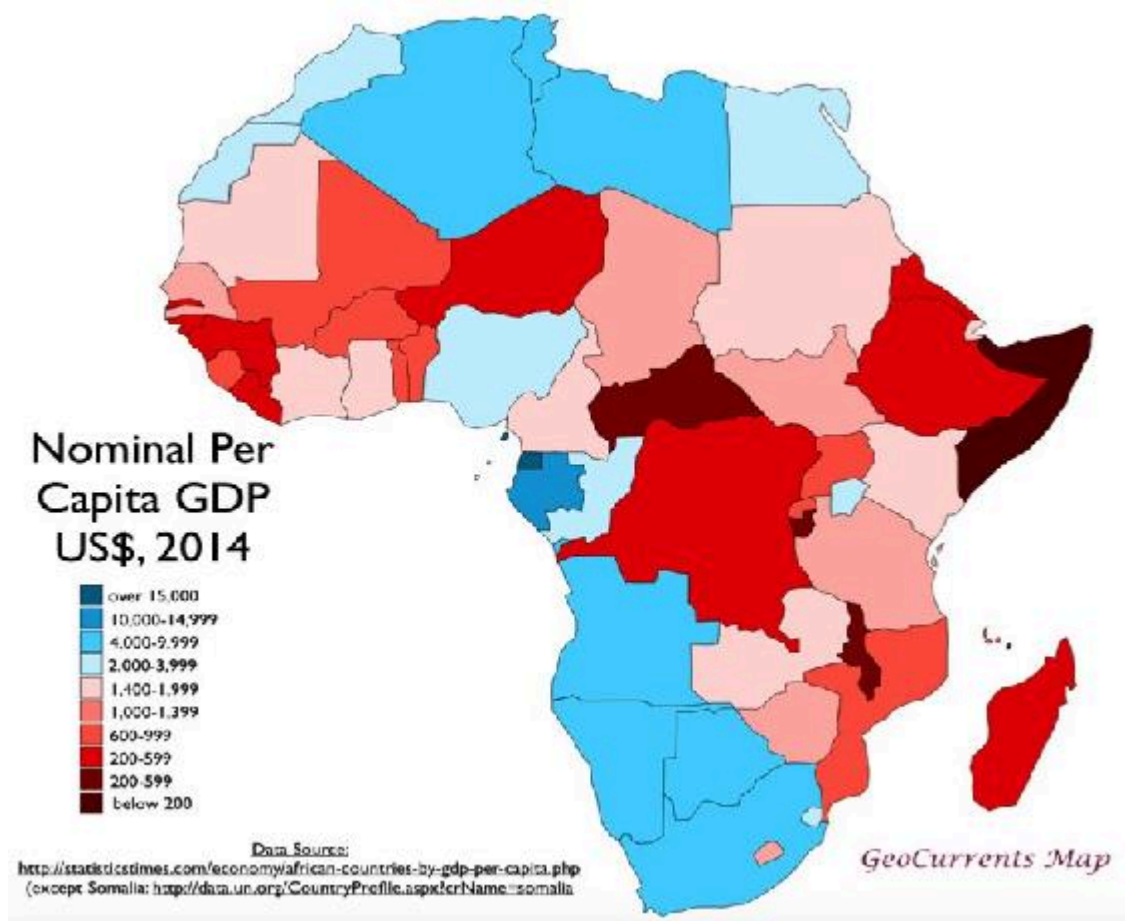 Nominal Per
Capita GDP
US$, 2014
over 15,000
10,000-14,999
4,000-9,999
2,000-3,999
1,400-1,999
1,000-1,399
600-999
200-599
200-599
below 200
Data Source:
http://statisticstimes.com/economy/african-countries-by-gdp-per-capita.php
(except Somalia: http://data.un.org/CountryProfile.aspx?crName=somalia
GeoCurrents Map